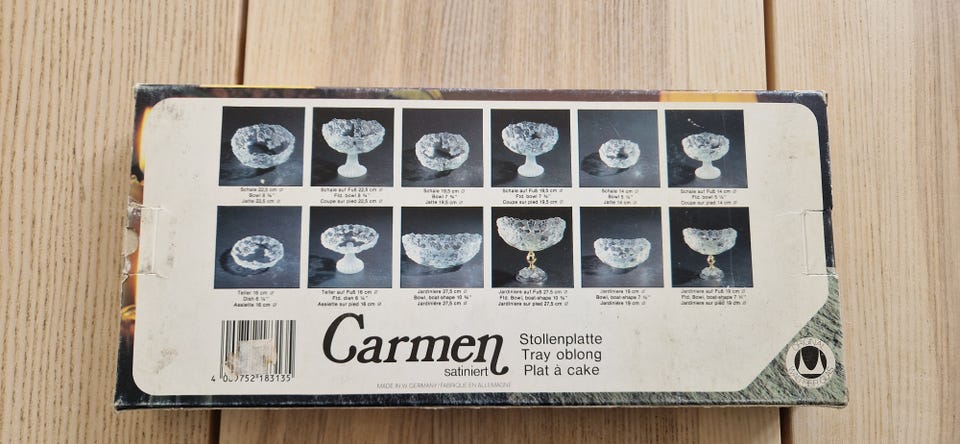 Schale 22,5 cm ø
Bowl 8 ¾"
Jatte 22,5 cm ø
Schale auf Fuß 22,5 cm ø
Ftd. bowl 8 ¾"
Coupe sur pied 22,5 cm ø
Schale 19,5 cm ø
Bowl 7 ¾"
Jatte 19,5 cm ø
Schale auf Fuß 19,5 cm ø
Ftd. bowl 7 ¾"
Coupe sur pied 19,5 cm ø
Schale 14 cm ø
Bowl 5 ½"
Jatte 14 cm ø
Schale auf Fuß 14 cm ø
Ftd. bowl 5 ½"
Coupe sur pied 14 cm ø
Teller 16 cm ø
Dish 6 ¼"
Assiette 16 cm ø
Teller auf Fuß 16 cm ø
Ftd. dish 6 ¼"
Assiette sur pied 16 cm ø
Jardiniere 27,5 cm ø
Bowl, boat-shape 10 ¾"
Jardinière 27,5 cm ø
Jardiniere auf Fuß 27,5 cm ø
Ftd. Bowl, boat-shape 10 ¾"
Jardinière sur pied 27,5 cm ø
Jardiniere 19 cm ø
Bowl, boat-shape 7 ½"
Jardinière 19 cm ø
Jardiniere auf Fuß 19 cm ø
Ftd. Bowl, boat-shape 7 ½"
Jardinière sur pied 19 cm ø
Carmen
satiniert
Stollenplatte
Tray oblong
Plat à cake
752 183135
MADE IN W. GERMANY / FABRIQUE EN ALLEMAGNE
ORIGINAL
WALTHER GLAS